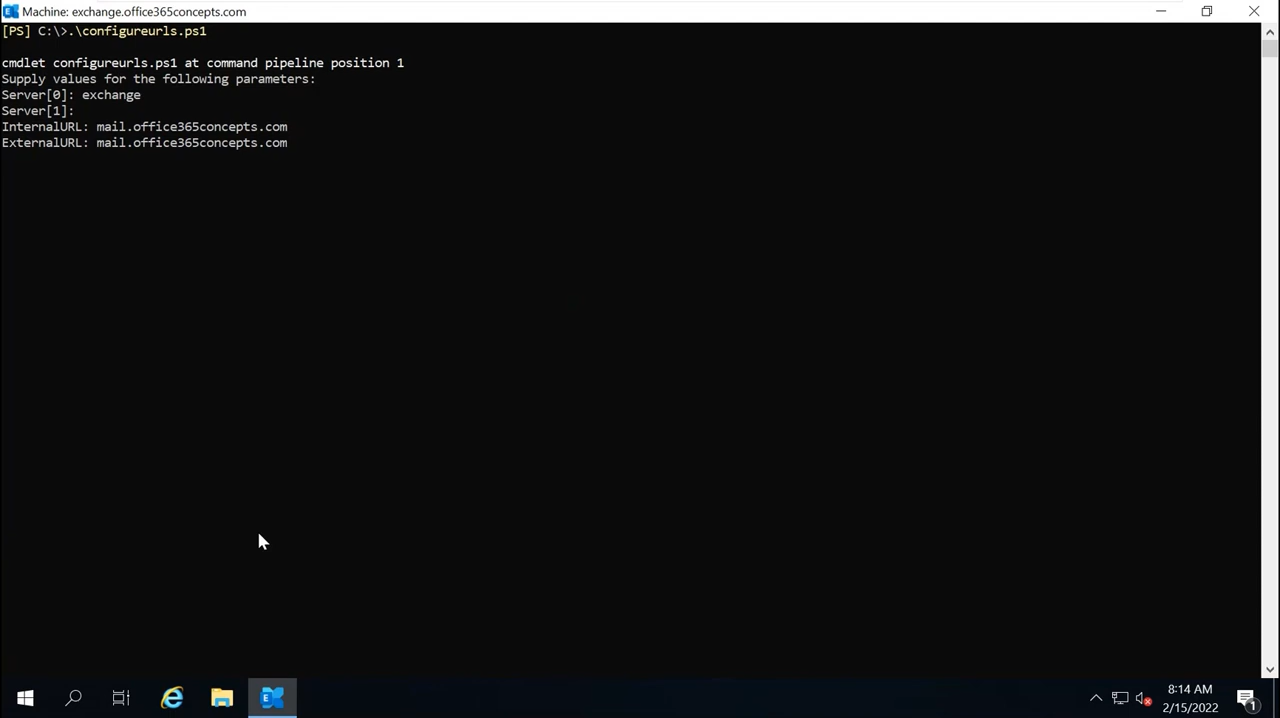 Machine: exchange.office365concepts.com
[PS] C:\>.\configureurls.ps1
cmdlet configureurls.ps1 at command pipeline position 1
Supply values for the following parameters:
Server[0]: exchange
Server[1]:
InternalURL: mail.office365concepts.com
ExternalURL: mail.office365concepts.com
8:14 AM
2/15/2022
1